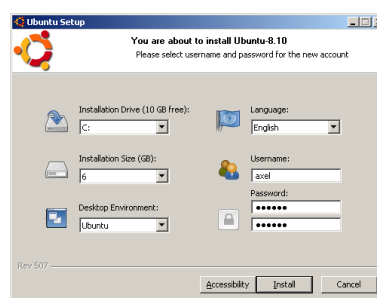 Ubuntu Setup
You are about to install Ubuntu-8.10
Please select username and password for the new account
Installation Drive (10 GB free):
C:
Language:
English
Installation Size (GB):
6
Username:
axel
Password:
●●●●●●
●●●●●●
Desktop Environment:
Ubuntu
Rev 507
Accessibility
Install
Cancel